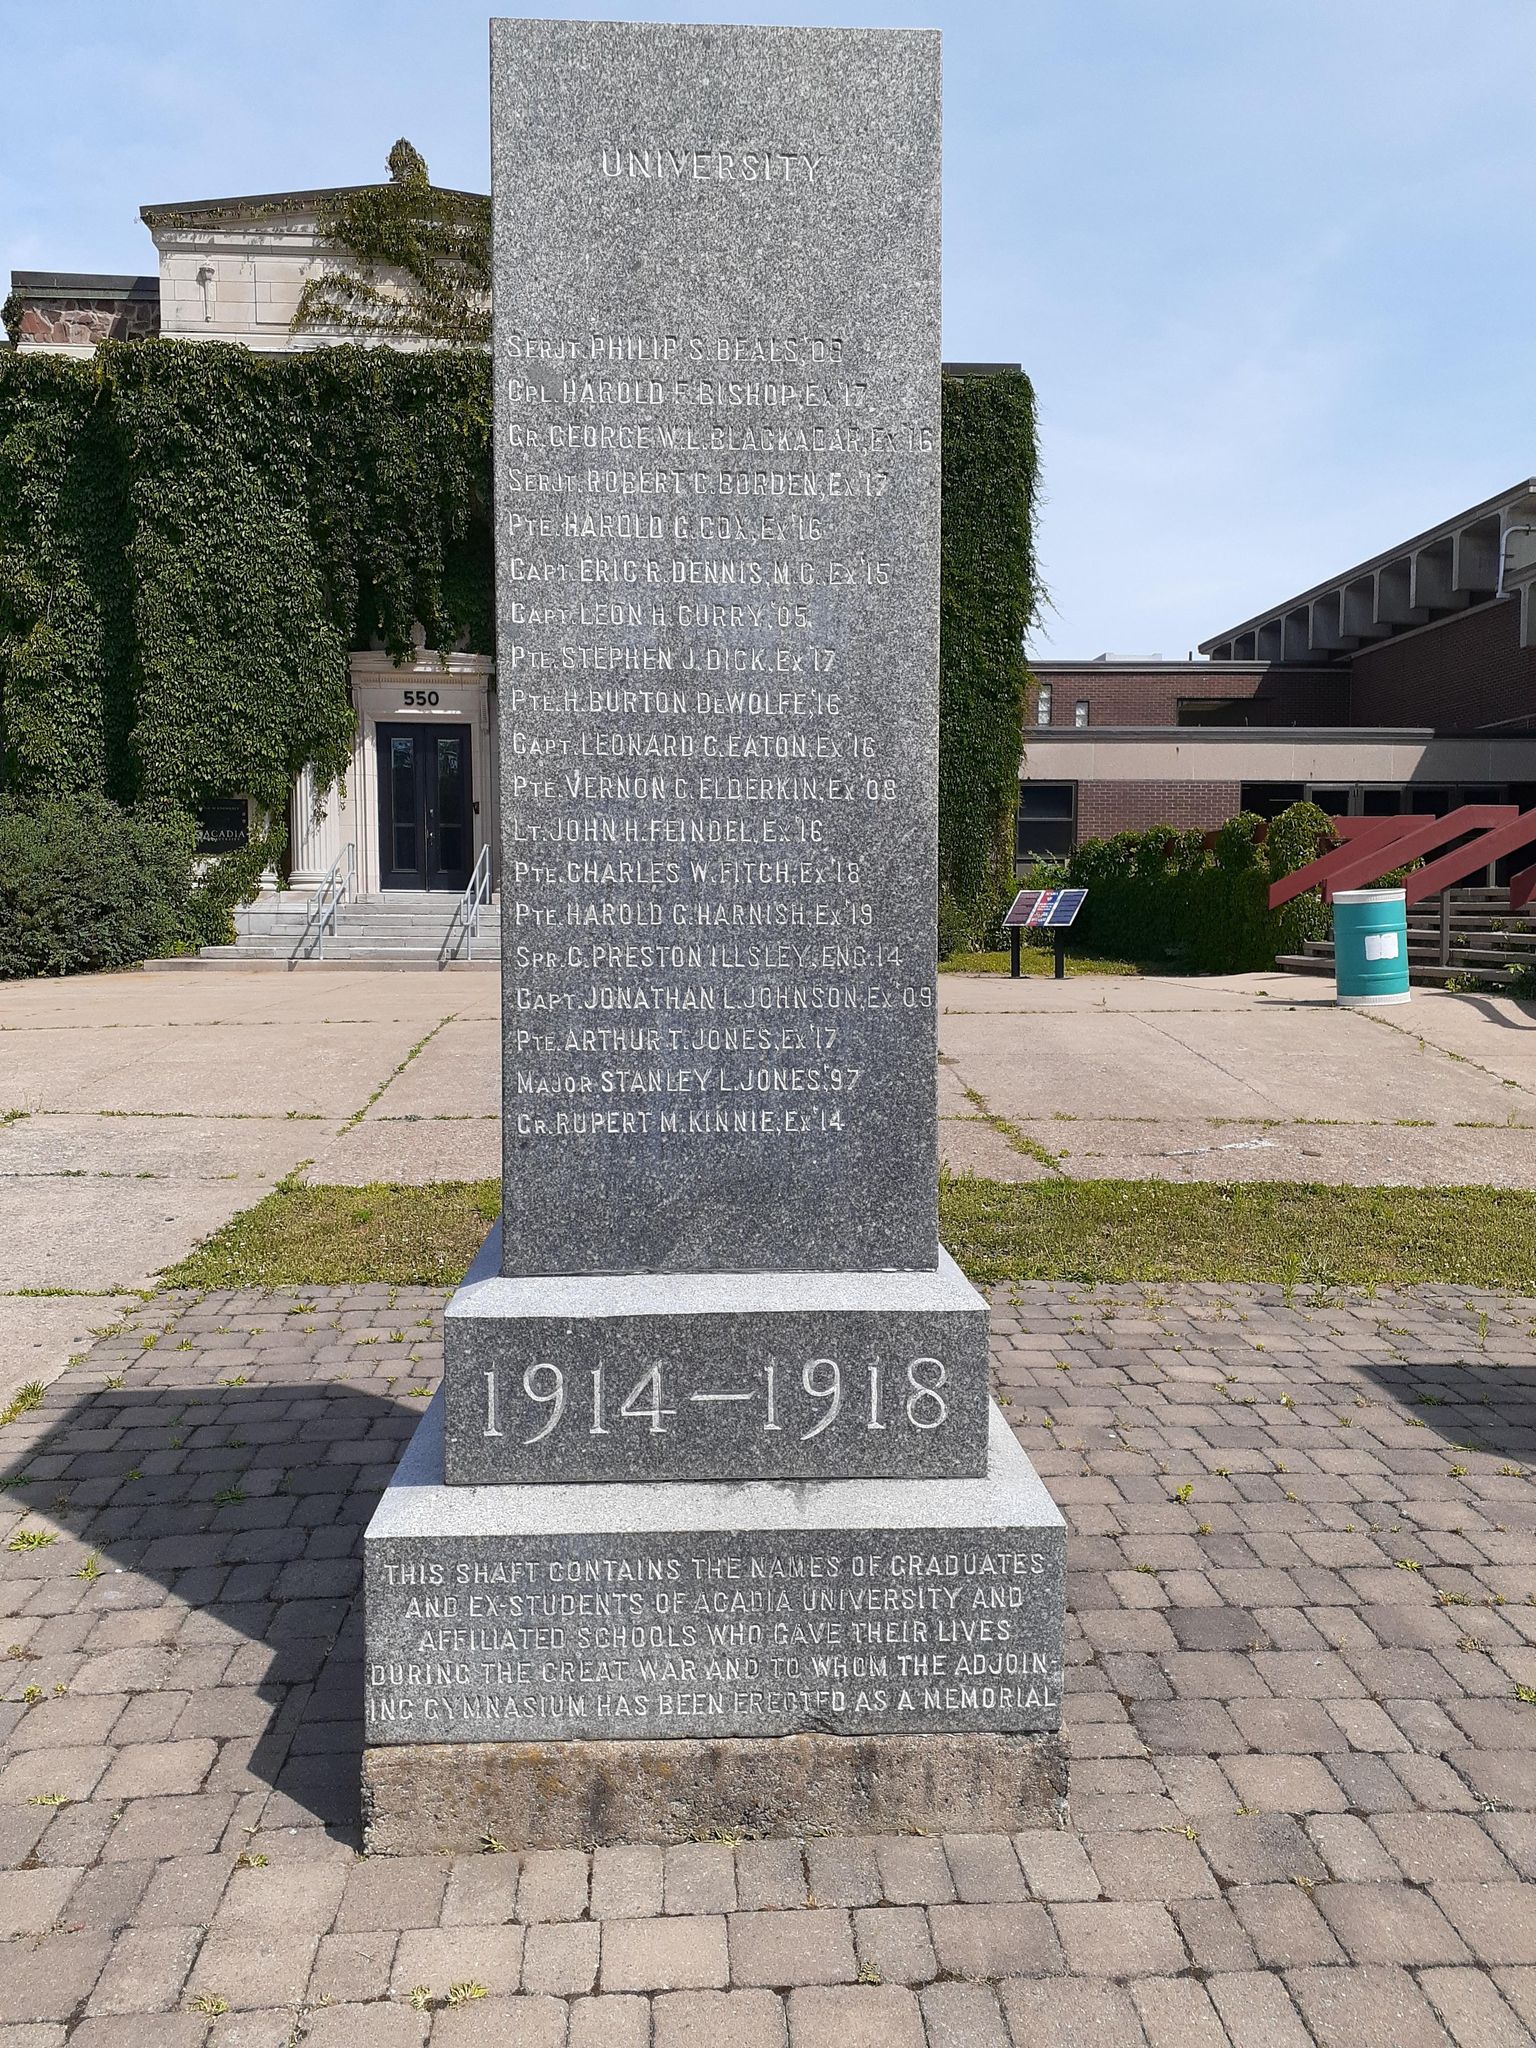 UNIVERSITY
SERJT. PHILIP S. BEALS, '09
CPL. HAROLD F. BISHOP, EX '17
GR. GEORGE W. L. BLACKADAR, EX '16
SERJT. ROBERT C. BORDEN, EX '17
PTE. HAROLD G. COX, EX '16
CAPT. ERIC R. DENNIS, M.C. EX '15
CAPT. LEON H. CURRY, '05
PTE. STEPHEN J. DICK, EX '17
PTE. H. BURTON DEWOLFE, '16
CAPT. LEONARD C. EATON, EX '16
PTE. VERNON C. ELDERKIN, EX '08
LT. JOHN H. FEINDEL, EX '16
PTE. CHARLES W. FITCH, EX '18
PTE. HAROLD G. HARNISH, EX '19
SPR. C. PRESTON ILLSLEY, ENG. 14
CAPT. JONATHAN L. JOHNSON, EX '09
PTE. ARTHUR T. JONES, EX '17
MAJOR STANLEY L. JONES, '97
GR. RUPERT M. KINNIE, EX '14
1914–1918
THIS SHAFT CONTAINS THE NAMES OF GRADUATES
AND EX-STUDENTS OF ACADIA UNIVERSITY AND
AFFILIATED SCHOOLS WHO GAVE THEIR LIVES
DURING THE GREAT WAR AND TO WHOM THE ADJOIN-
ING GYMNASIUM HAS BEEN ERECTED AS A MEMORIAL
550
ACADIA